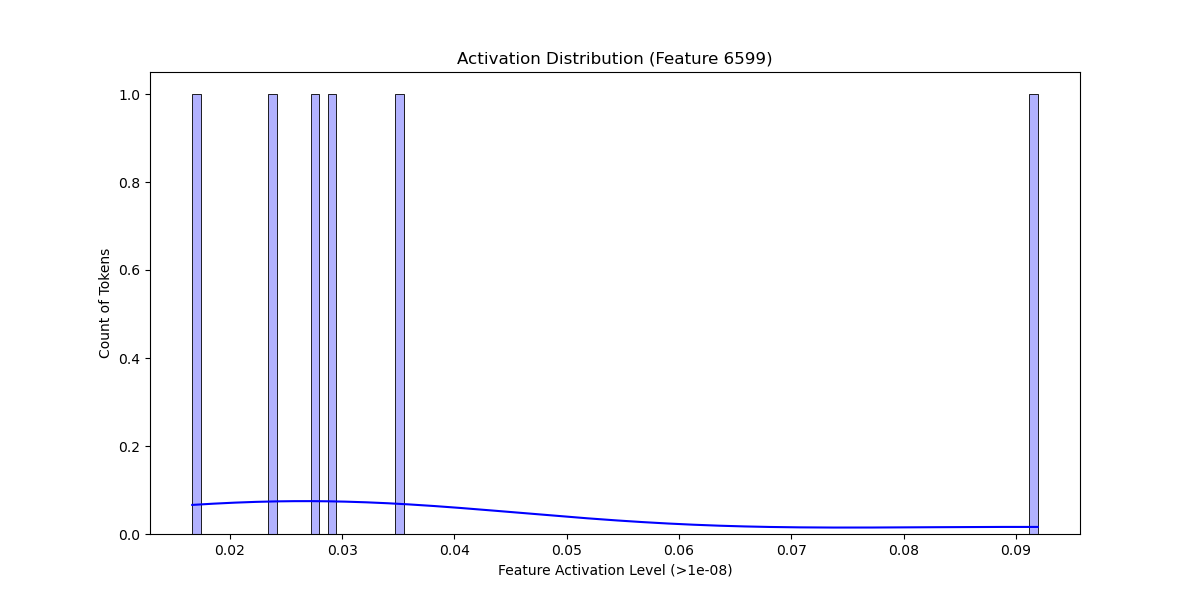 Activation Distribution (Feature 6599)
1.0
0.8
0.6
0.4
0.2
0.0
Count of Tokens
0.02 0.03 0.04 0.05 0.06 0.07 0.08 0.09
Feature Activation Level (>1e-08)